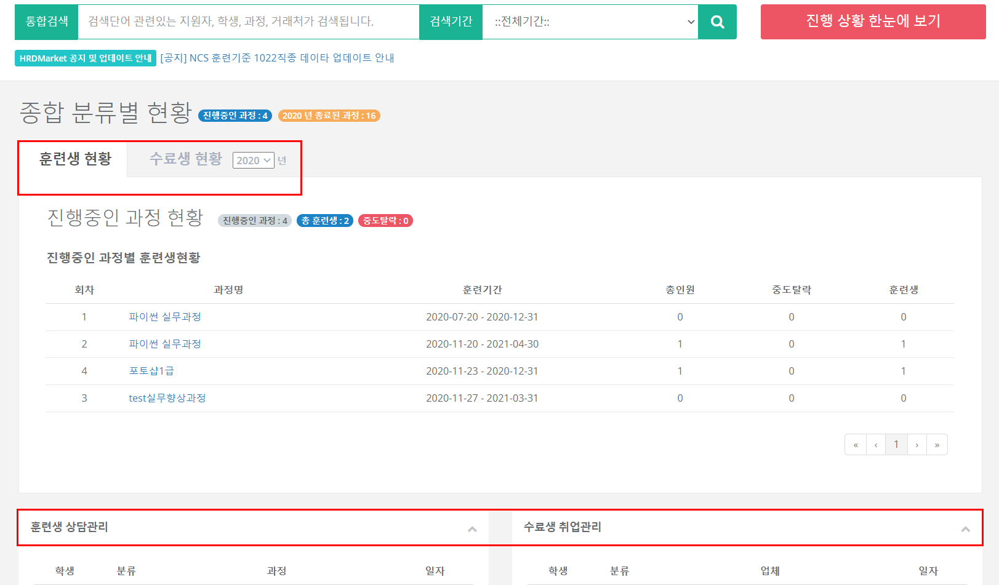 통합검색 검색단어 관련있는 지원자, 학생, 과정, 거래처가 검색됩니다. 검색기간 ::전체기간:: 진행 상황 한눈에 보기
HRDMarket 공지 및 업데이트 안내 [공지] NCS 훈련기준 1022직종 데이타 업데이트 안내
종합 분류별 현황 진행중인 과정 : 4 2020 년 종료된 과정 : 16
훈련생 현황 수료생 현황 2020 년
진행중인 과정 현황 진행중인 과정 : 4 총 훈련생 : 2 중도탈락 : 0
진행중인 과정별 훈련생현황
회차 과정명 훈련기간 총인원 중도탈락 훈련생
1 파이썬 실무과정 2020-07-20 - 2020-12-31 0 0 0
2 파이썬 실무과정 2020-11-20 - 2021-04-30 1 0 1
4 포토샵1급 2020-11-23 - 2020-12-31 1 0 1
3 test실무향상과정 2020-11-27 - 2021-03-31 0 0 0
« ‹ 1 › »
훈련생 상담관리 수료생 취업관리
학생 분류 과정 일자 학생 분류 업체 일자